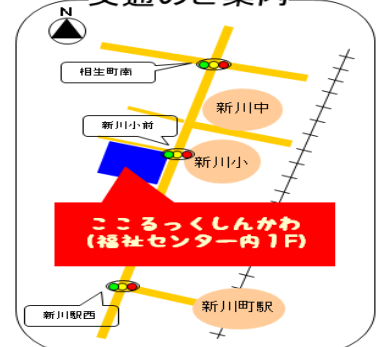 交通のご案内
N
相生町南
新川中
新川小前
新川小
こころっくしんかわ
(福祉センター内1F)
新川町駅
新川駅西